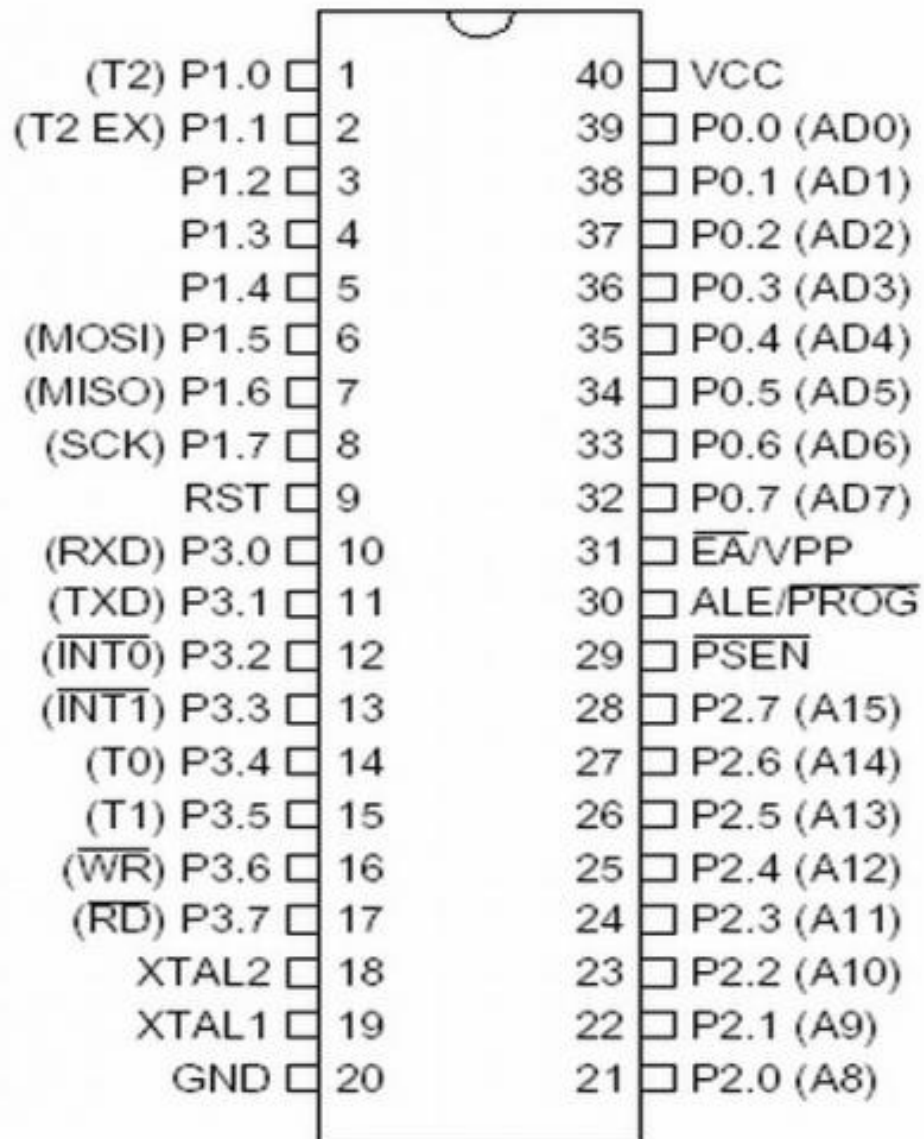 (T2) P1.0 1 40 VCC
(T2 EX) P1.1 2 39 P0.0 (AD0)
P1.2 3 38 P0.1 (AD1)
P1.3 4 37 P0.2 (AD2)
P1.4 5 36 P0.3 (AD3)
(MOSI) P1.5 6 35 P0.4 (AD4)
(MISO) P1.6 7 34 P0.5 (AD5)
(SCK) P1.7 8 33 P0.6 (AD6)
RST 9 32 P0.7 (AD7)
(RXD) P3.0 10 31 E̅A̅/VPP
(TXD) P3.1 11 30 ALE/P̅R̅O̅G̅
(I̅N̅T̅0̅) P3.2 12 29 P̅S̅E̅N̅
(I̅N̅T̅1̅) P3.3 13 28 P2.7 (A15)
(T0) P3.4 14 27 P2.6 (A14)
(T1) P3.5 15 26 P2.5 (A13)
(W̅R̅) P3.6 16 25 P2.4 (A12)
(R̅D̅) P3.7 17 24 P2.3 (A11)
XTAL2 18 23 P2.2 (A10)
XTAL1 19 22 P2.1 (A9)
GND 20 21 P2.0 (A8)